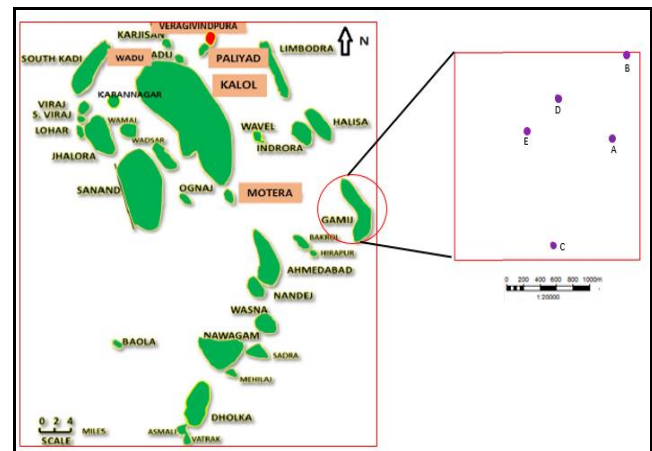 VERAGIVINDPURA
KARJISAN
N
LIMBODRA
SOUTH KADI
WADU
ADU
PALIYAD
KALOL
KARANNAGAR
VIRAJ
S. VIRAJ
WAMAJ
LOHAR
WAVEL
HALISA
WADSAR
INDRORA
JHALORA
SANAND
OGNAJ
MOTERA
GAMIJ
BAKROL
HIRAPUR
AHMEDABAD
NANDEJ
WASNA
NAWAGAM
BAOLA
SADRA
MEHILAJ
DHOLKA
ASMALI
VATRAK
0 2 4
MILES
SCALE
B
D
E
A
C
0 200 400 600 800 1000m
1:20000